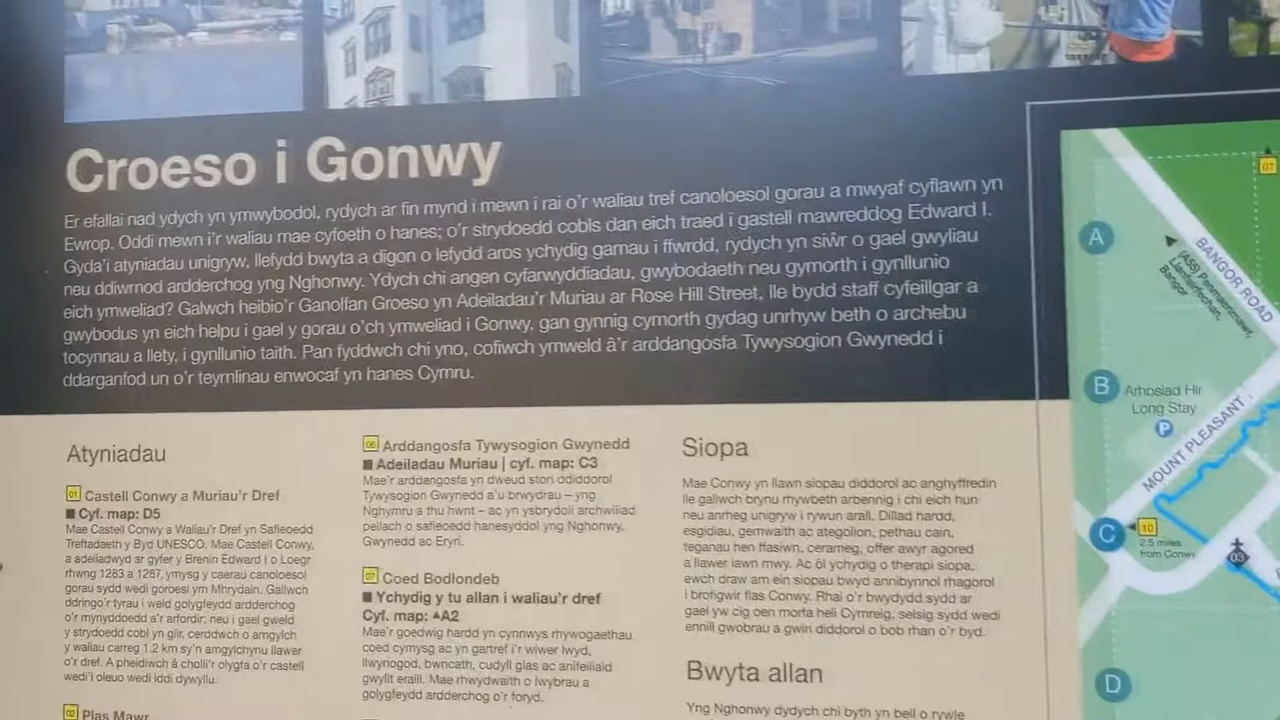 Croeso i Gonwy
Er efallai nad ydych yn ymwybodol, rydych ar fin mynd i mewn i rai o'r waliau tref canoloesol gorau a mwyaf cyflawn yn
Ewrop. Oddi mewn i'r waliau mae cyfoeth o hanes; o'r strydoedd cobls dan eich traed i gastell mawreddog Edward I.
Gyda'i atyniadau unigryw, llefydd bwyta a digon o lefydd aros ychydig gamau i ffwrdd, rydych yn siŵr o gael gwyliau
neu ddiwrnod ardderchog yng Nghonwy. Ydych chi angen cyfarwyddiadau, gwybodaeth neu gymorth i gynllunio
eich ymweliad? Galwch heibio'r Ganolfan Groeso yn Adeiladau'r Muriau ar Rose Hill Street, lle bydd staff cyfeillgar a
gwybodus yn eich helpu i gael y gorau o'ch ymweliad i Gonwy, gan gynnig cymorth gydag unrhyw beth o archebu
tocynnau a llety, i gynllunio taith. Pan fyddwch chi yno, cofiwch ymweld â'r arddangosfa Tywysogion Gwynedd i
ddarganfod un o'r teyrnlinau enwocaf yn hanes Cymru.
Atyniadau
01 Castell Conwy a Muriau'r Dref
■ Cyf. map: D5
Mae Castell Conwy a Waliau'r Dref yn Safleoedd
Treftadaeth y Byd UNESCO. Mae Castell Conwy,
a adeiladwyd ar gyfer y Brenin Edward I o Loegr
rhwng 1283 a 1287, ymysg y caerau canoloesol
gorau sydd wedi goroesi ym Mhrydain. Gallwch
ddringo'r tyrau i weld golygfeydd ardderchog
o'r mynyddoedd a'r arfordir; neu i gael gweld
y strydoedd cobl yn glir, cerddwch o amgylch
y waliau carreg 1.2 km sy'n amgylchynu llawer
o'r dref. A pheidiwch â cholli'r olygfa o'r castell
wedi'i oleuo wedi iddi dywyllu.
02 Plas Mawr
06 Arddangosfa Tywysogion Gwynedd
■ Adeiladau Muriau | cyf. map: C3
Mae'r arddangosfa yn dweud stori ddiddorol
Tywysogion Gwynedd a'u brwydrau – yng
Nghymru a thu hwnt – ac yn ysbrydoli archwiliad
pellach o safleoedd hanesyddol yng Nghonwy,
Gwynedd ac Eryri.
07 Coed Bodlondeb
■ Ychydig y tu allan i waliau'r dref
Cyf. map: ▲A2
Mae'r goedwig hardd yn cynnwys rhywogaethau
coed cymysg ac yn gartref i'r wiwer lwyd,
llwynogod, bwncath, cudyll glas ac anifeiliaid
gwyllt eraill. Mae rhwydwaith o lwybrau a
golygfeydd ardderchog o'r foryd.
Siopa
Mae Conwy yn llawn siopau diddorol ac anghyffredin
lle gallwch brynu rhywbeth arbennig i chi eich hun
neu anrheg unigryw i rywun arall. Dillad hardd,
esgidiau, gemwaith ac ategolion, pethau cain,
teganau hen ffasiwn, cerameg, offer awyr agored
a llawer iawn mwy. Ac ôl ychydig o therapi siopa,
ewch draw am ein siopau bwyd annibynnol rhagorol
i brofi gwir flas Conwy. Rhai o'r bwydydd sydd ar
gael yw cig oen morfa heli Cymreig, selsig sydd wedi
ennill gwobrau a gwin diddorol o bob rhan o'r byd.
Bwyta allan
Yng Nghonwy dydych chi byth yn bell o rywle
07
A
BANGOR ROAD
(A55) Penmaenmawr,
Llanfairfechan,
Bangor
B
Arhosiad Hir
Long Stay
P
MOUNT PLEASANT
C
10
2.5 miles
from Conwy
03
D